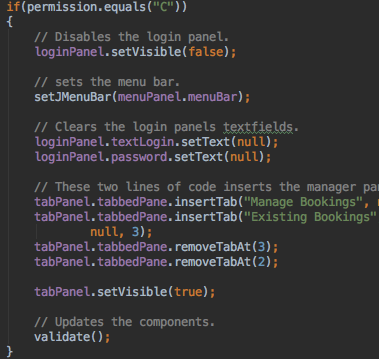 if(permission.equals("C"))
{
// Disables the login panel.
loginPanel.setVisible(false);
// sets the menu bar.
setJMenuBar(menuPanel.menuBar);
// Clears the login panels textfields.
loginPanel.textLogin.setText(null);
loginPanel.password.setText(null);
// These two lines of code inserts the manager pa
tabPanel.tabbedPane.insertTab("Manage Bookings",
tabPanel.tabbedPane.insertTab("Existing Bookings"
null, 3);
tabPanel.tabbedPane.removeTabAt(3);
tabPanel.tabbedPane.removeTabAt(2);
tabPanel.setVisible(true);
// Updates the components.
validate();
}